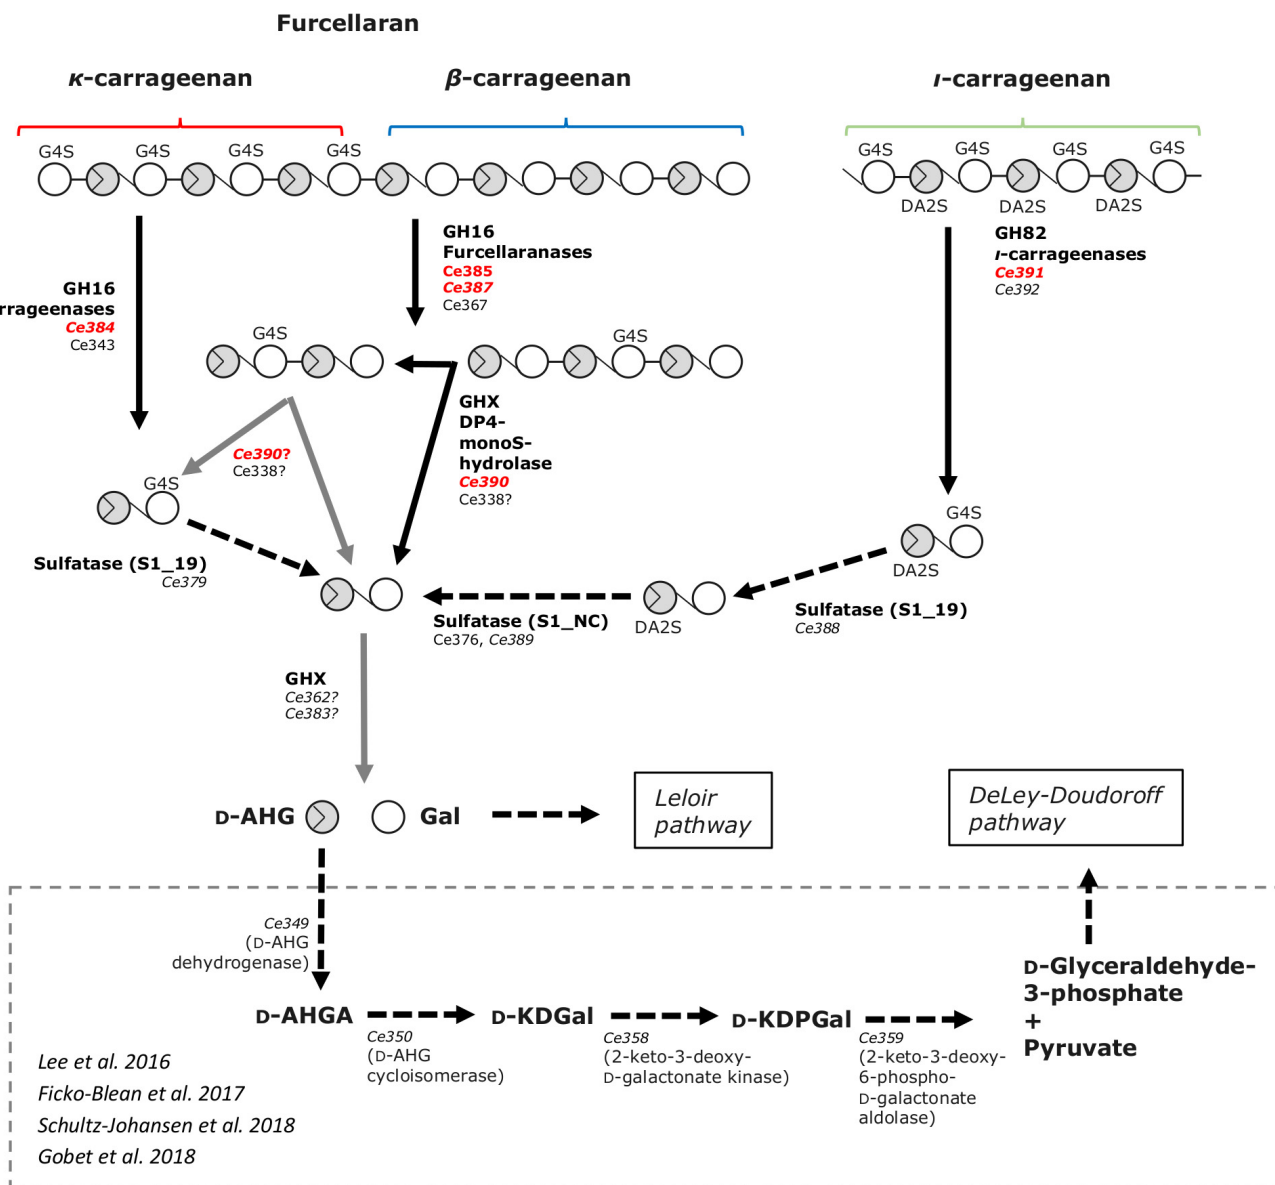 Furcellaran
κ-carrageenan
β-carrageenan
ι-carrageenan
G4S G4S G4S G4S
G4S G4S G4S G4S
DA2S DA2S DA2S
GH16
Furcellaranases
Ce385
Ce387
Ce367
GH82
ι-carrageenases
Ce391
Ce392
GH16
rrageenases
Ce384
Ce343
G4S
G4S
GHX
DP4-
monoS-
hydrolase
Ce390
Ce338?
Ce390?
Ce338?
G4S
G4S
DA2S
Sulfatase (S1_19)
Ce379
Sulfatase (S1_NC)
Ce376, Ce389
DA2S
Sulfatase (S1_19)
Ce388
GHX
Ce362?
Ce383?
D-AHG
Gal
Leloir
pathway
DeLey-Doudoroff
pathway
Ce349
(D-AHG
dehydrogenase)
D-AHGA
Ce350
(D-AHG
cycloisomerase)
D-KDGal
Ce358
(2-keto-3-deoxy-
D-galactonate kinase)
D-KDPGal
Ce359
(2-keto-3-deoxy-
6-phospho-
D-galactonate
aldolase)
D-Glyceraldehyde-
3-phosphate
+
Pyruvate
Lee et al. 2016
Ficko-Blean et al. 2017
Schultz-Johansen et al. 2018
Gobet et al. 2018